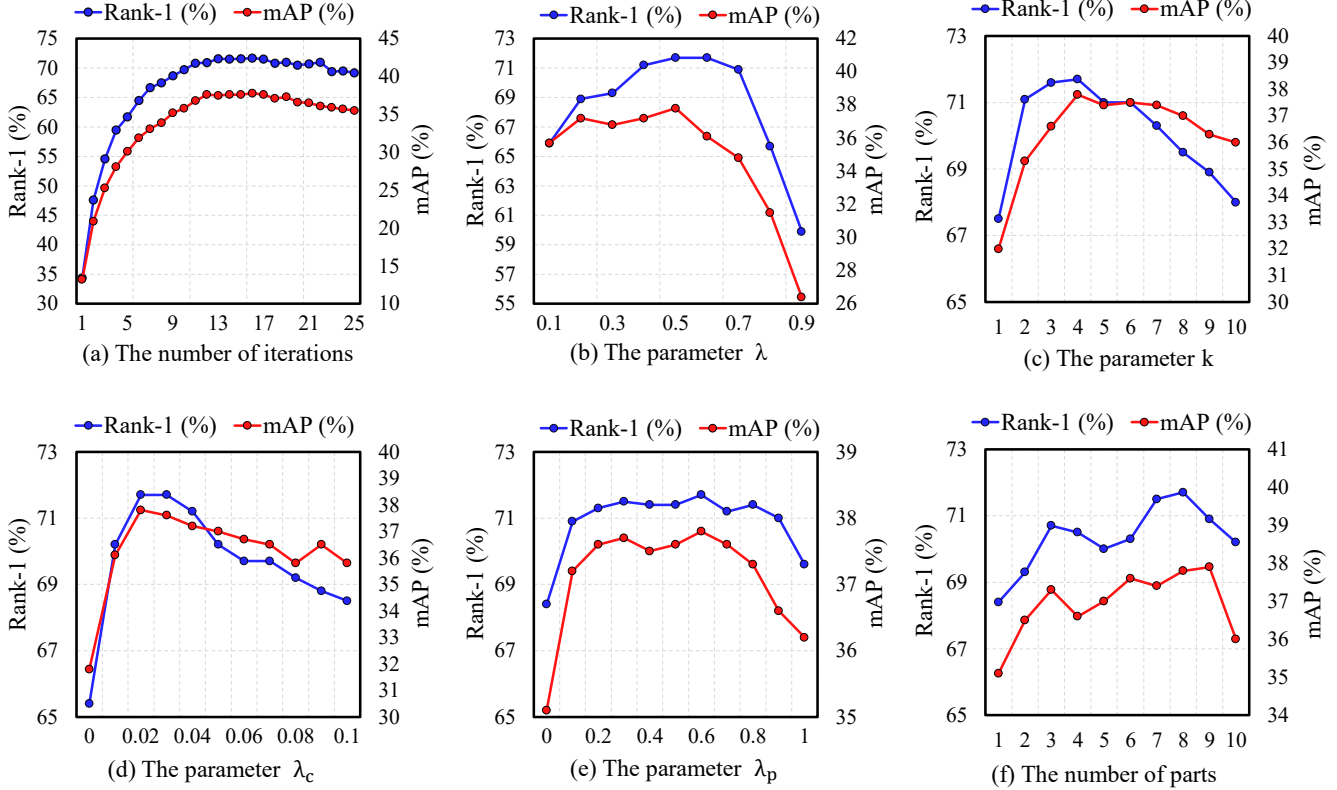 Rank-1 (%) mAP (%)
Rank-1 (%) mAP (%)
Rank-1 (%) mAP (%)
75 70 65 60 55 50 45 40 35 30
Rank-1 (%)
45 40 35 30 25 20 15 10
mAP (%)
1 5 9 13 17 21 25
(a) The number of iterations
73 71 69 67 65 63 61 59 57 55
Rank-1 (%)
42 40 38 36 34 32 30 28 26
mAP (%)
0.1 0.2 0.3 0.4 0.5 0.6 0.7 0.8 0.9
(b) The parameter λ
73 71 69 67 65
Rank-1 (%)
40 39 38 37 36 35 34 33 32 31 30
mAP (%)
1 2 3 4 5 6 7 8 9 10
(c) The parameter k
Rank-1 (%) mAP (%)
Rank-1 (%) mAP (%)
Rank-1 (%) mAP (%)
73 71 69 67 65
Rank-1 (%)
40 39 38 37 36 35 34 33 32 31 30
mAP (%)
0 0.02 0.04 0.06 0.08 0.1
(d) The parameter λc
73 71 69 67 65
Rank-1 (%)
39 38 37 36 35
mAP (%)
0 0.2 0.4 0.6 0.8 1
(e) The parameter λp
73 71 69 67 65
Rank-1 (%)
41 40 39 38 37 36 35 34
mAP (%)
1 2 3 4 5 6 7 8 9 10
(f) The number of parts